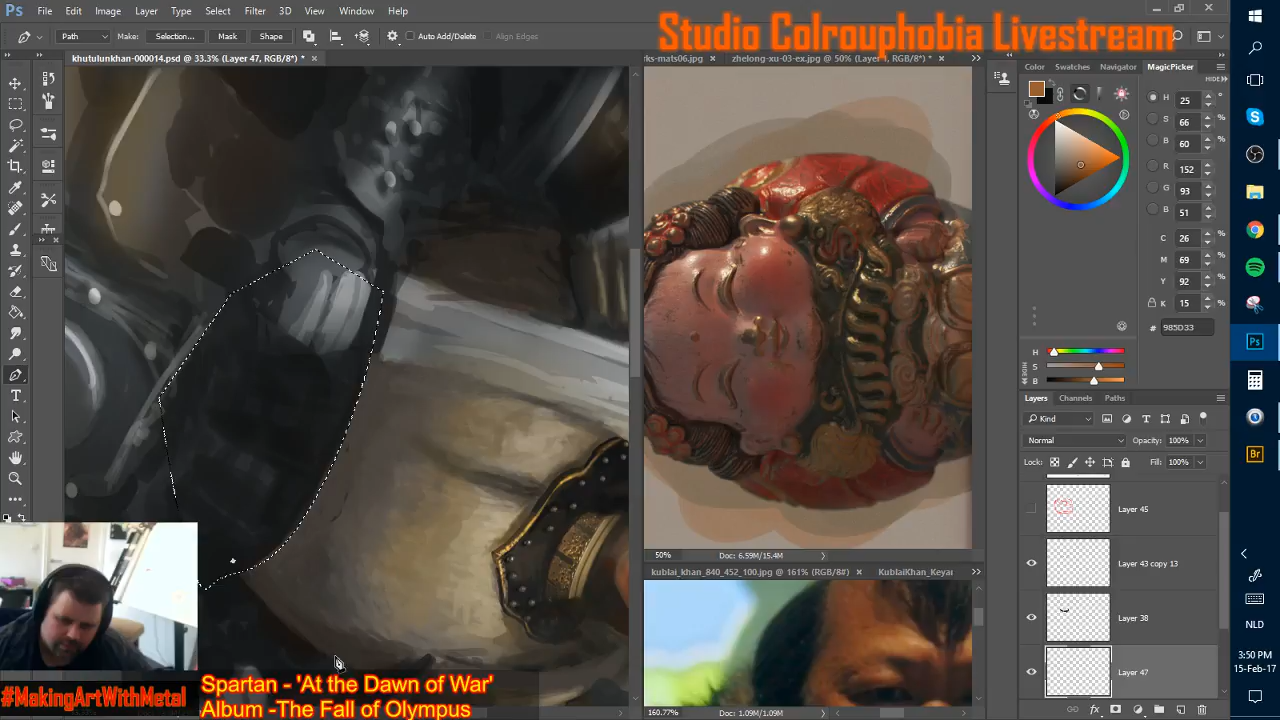 Ps File Edit Image Layer Type Select Filter 3D View Window Help
Studio Colrouphobia Livestream
Path Make: Selection... Mask Shape Auto Add/Delete Align Edges
khutulunkhan-000014.psd @ 33.3% (Layer 47, RGB/8*) *
rks-mats06.jpg zhelong-xu-03-ex.jpg @ 50% (Layer 1, RGB/8*) *
Color Swatches Navigator MagicPicker
HIDE
H 25 °
S 66 %
B 60 %
R 152
G 93
B 51
C 26 %
M 69 %
Y 92 %
K 15 %
# 985D33
H
S
B
Layers Channels Paths
Kind
Normal Opacity: 100%
Lock: Fill: 100%
Layer 45
Layer 43 copy 13
Layer 38
Layer 47
50% Doc: 6.59M/15.4M
kublai_khan_840_452_100.jpg @ 161% (RGB/8#) KublaiKhan_Keyar
160.77% Doc: 1.09M/1.09M
#MakingArtWithMetal
Spartan - 'At the Dawn of War'
Album -The Fall of Olympus
Ps
Br
NLD
3:50 PM
15-Feb-17